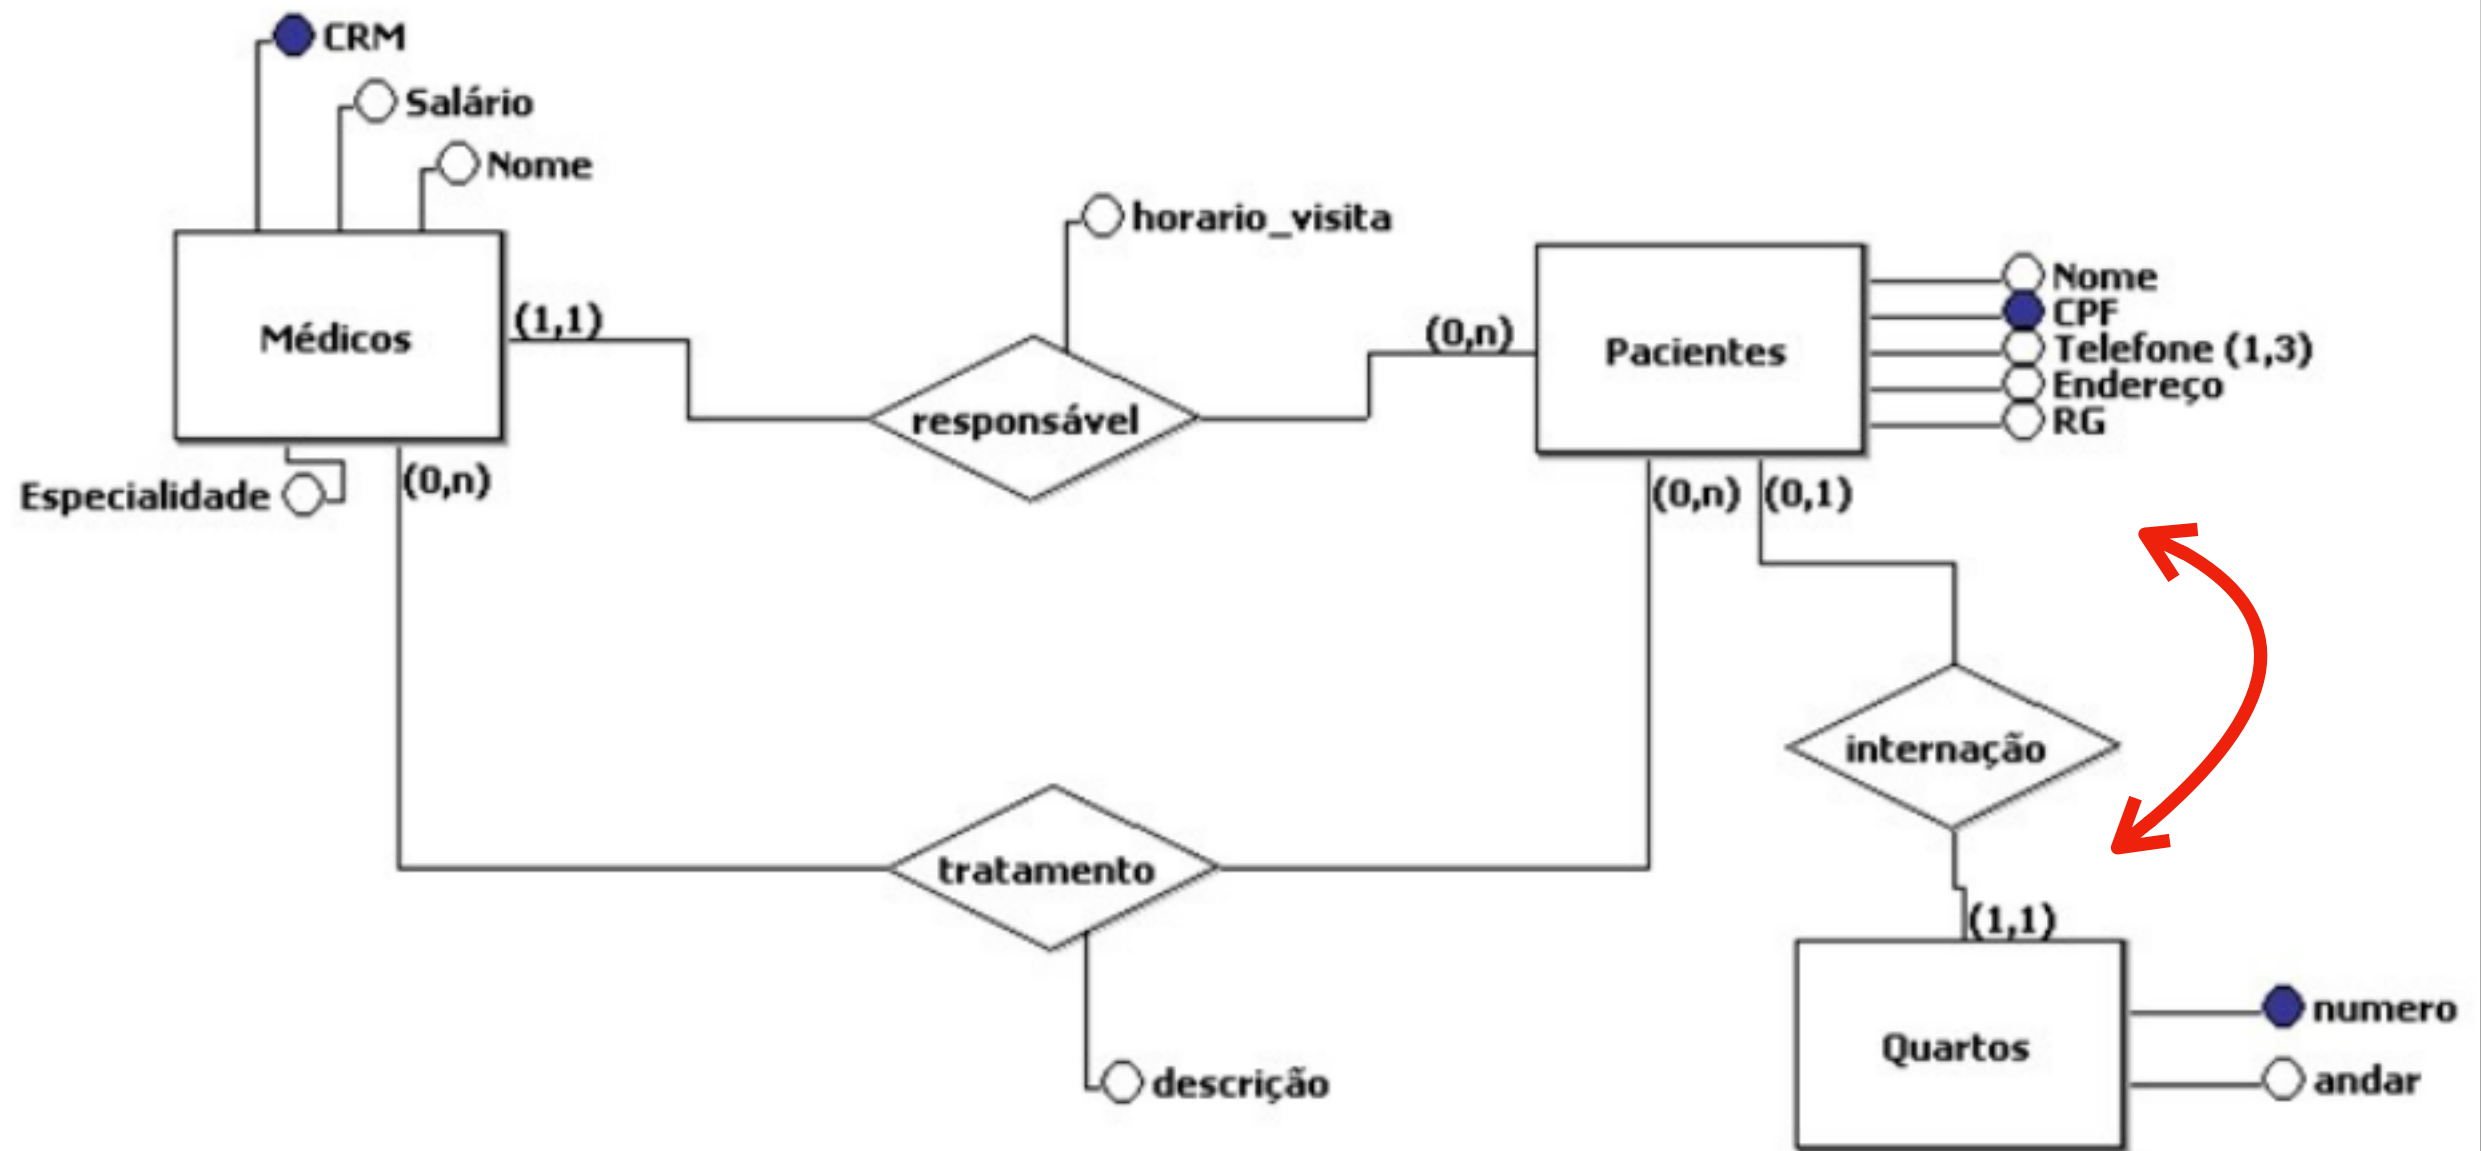 CRM
Salário
Nome
horario_visita
Médicos
(1,1)
responsável
(0,n)
Pacientes
Nome
CPF
Telefone (1,3)
Endereço
RG
Especialidade
(0,n)
(0,n)
(0,1)
internação
tratamento
(1,1)
descrição
Quartos
numero
andar